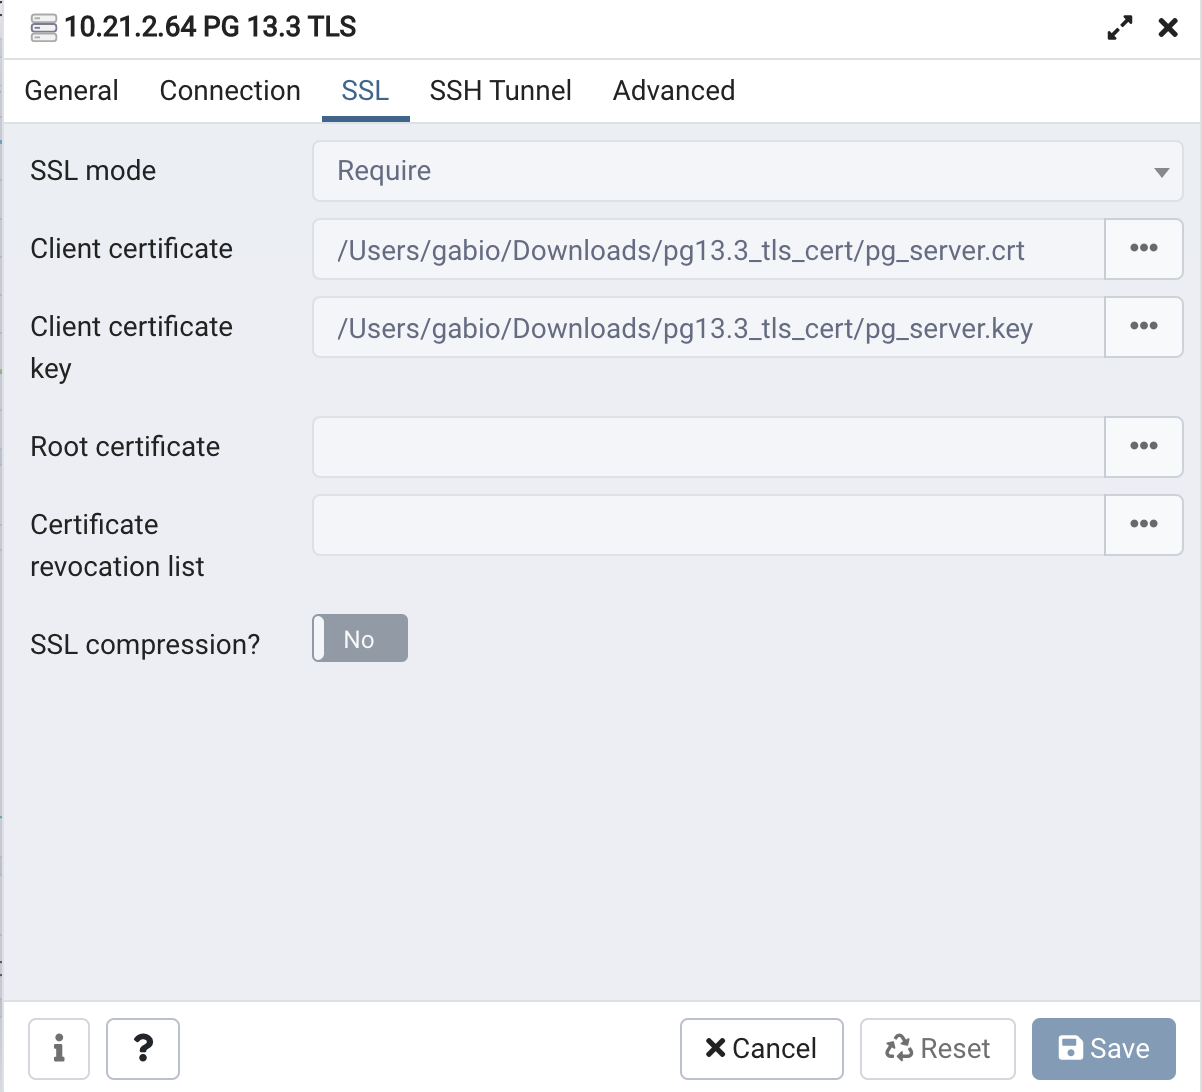 10.21.2.64 PG 13.3 TLS
General Connection SSL SSH Tunnel Advanced
SSL mode Require
Client certificate /Users/gabio/Downloads/pg13.3_tls_cert/pg_server.crt
Client certificate /Users/gabio/Downloads/pg13.3_tls_cert/pg_server.key
key
Root certificate
Certificate
revocation list
SSL compression? No
Cancel Reset Save